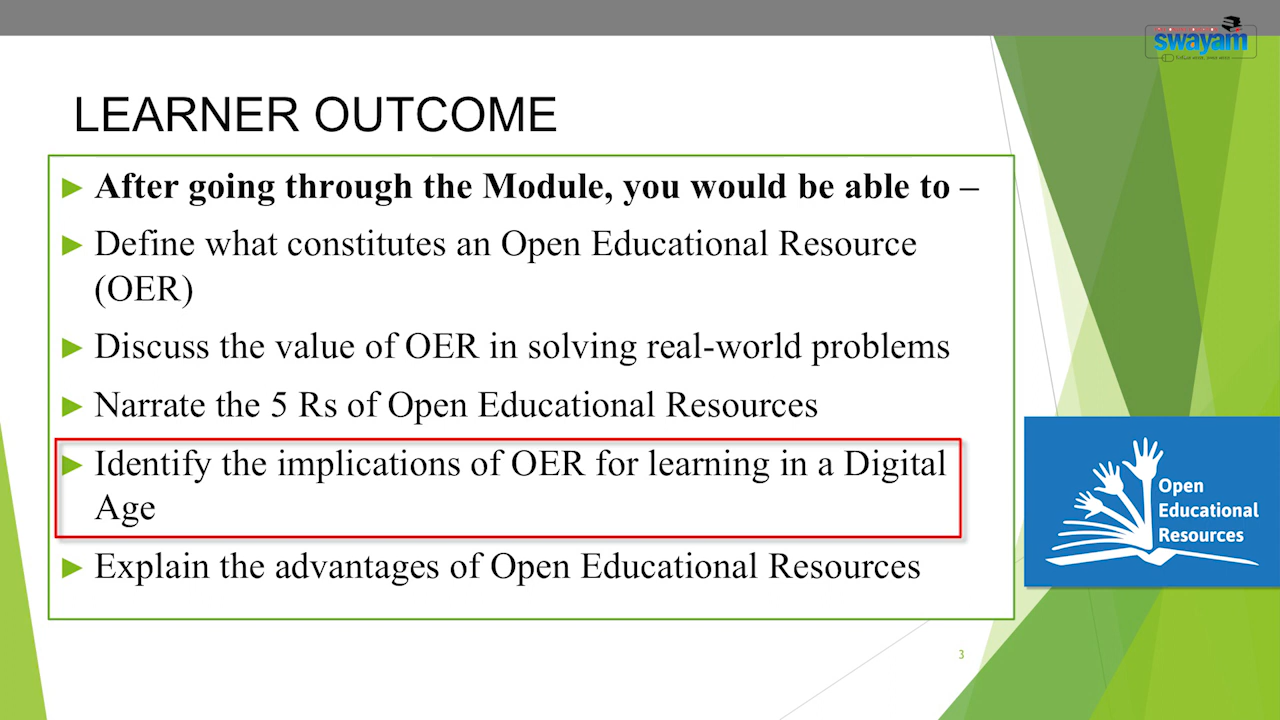 swayam
LEARNER OUTCOME
► After going through the Module, you would be able to –
► Define what constitutes an Open Educational Resource
(OER)
► Discuss the value of OER in solving real-world problems
► Narrate the 5 Rs of Open Educational Resources
► Identify the implications of OER for learning in a Digital
Age
► Explain the advantages of Open Educational Resources
Open
Educational
Resources
3